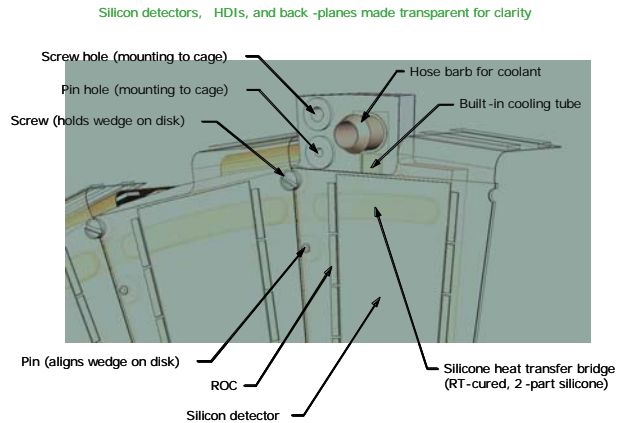 Silicon detectors, HDIs, and back -planes made transparent for clarity
Screw hole (mounting to cage)
Hose barb for coolant
Pin hole (mounting to cage)
Built-in cooling tube
Screw (holds wedge on disk)
Pin (aligns wedge on disk)
Silicone heat transfer bridge
(RT-cured, 2 -part silicone)
ROC
Silicon detector